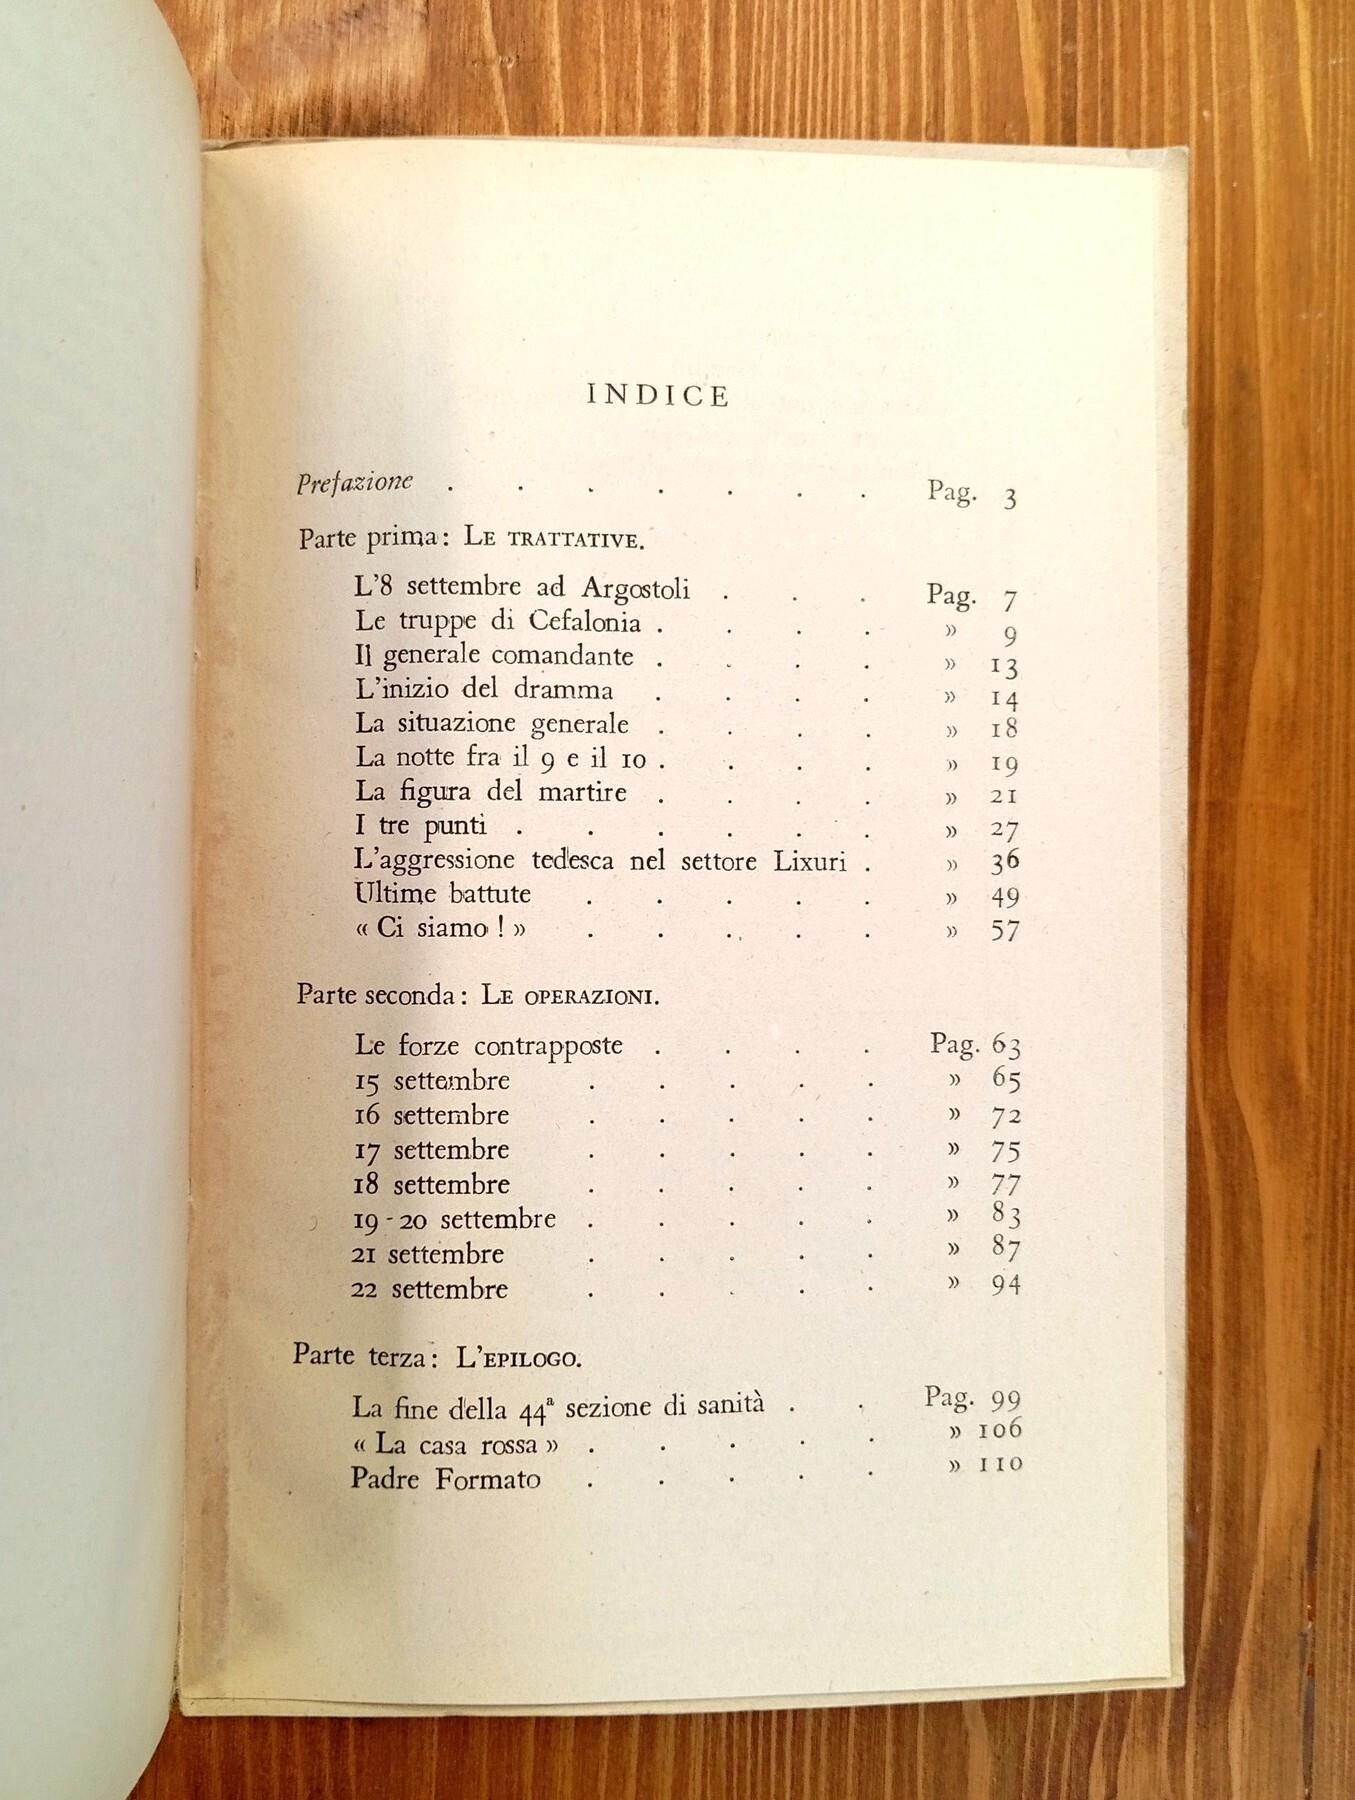 INDICE
Prefazione . . . . . . . Pag. 3
Parte prima: LE TRATTATIVE.
L'8 settembre ad Argostoli . . . Pag. 7
Le truppe di Cefalonia . . . . » 9
Il generale comandante . . . . » 13
L'inizio del dramma . . . . » 14
La situazione generale . . . . » 18
La notte fra il 9 e il 10 . . . . » 19
La figura del martire . . . . » 21
I tre punti . . . . . . » 27
L'aggressione tedesca nel settore Lixuri . » 36
Ultime battute . . . . . » 49
« Ci siamo ! » . . . . . » 57
Parte seconda: LE OPERAZIONI.
Le forze contrapposte . . . . Pag. 63
15 settembre . . . . . » 65
16 settembre . . . . . » 72
17 settembre . . . . . » 75
18 settembre . . . . . » 77
19 - 20 settembre . . . . . » 83
21 settembre . . . . . » 87
22 settembre . . . . . » 94
Parte terza: L'EPILOGO.
La fine della 44ª sezione di sanità . . Pag. 99
« La casa rossa » . . . . . » 106
Padre Formato . . . . . » 110